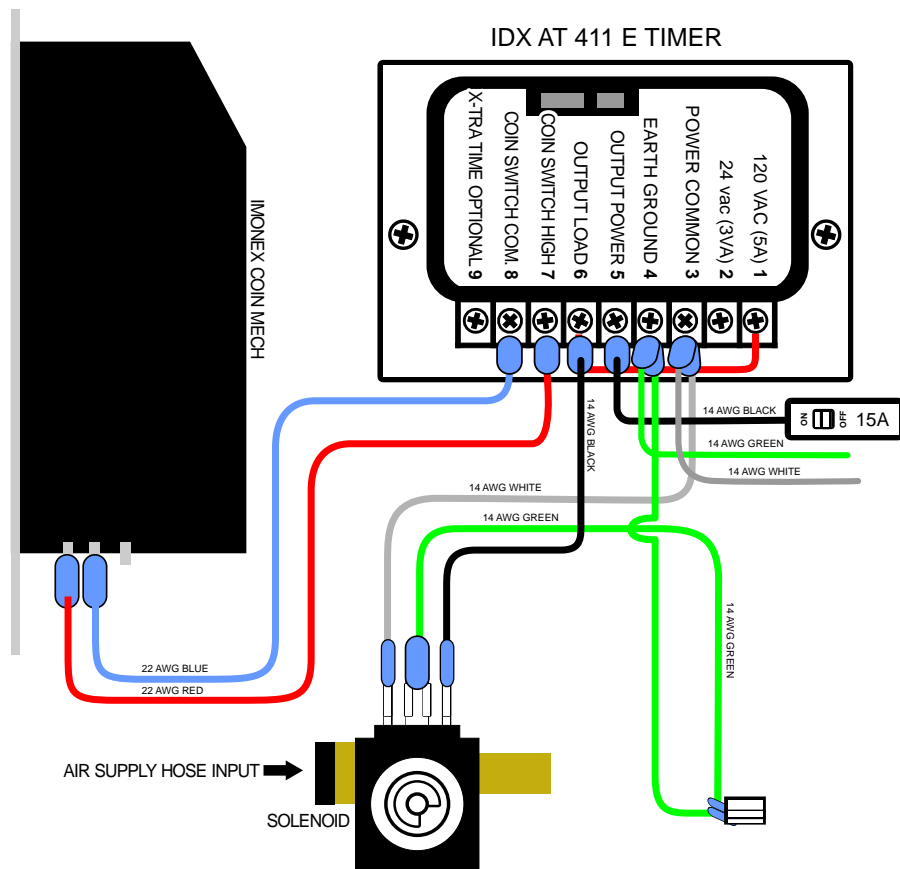 IDX AT 411 E TIMER
X-TRA TIME OPTIONAL 9
COIN SWITCH COM. 8
COIN SWITCH HIGH 7
OUTPUT LOAD 6
OUTPUT POWER 5
EARTH GROUND 4
POWER COMMON 3
24 vac (3VA) 2
120 VAC (5A) 1
IMONEX COIN MECH
14 AWG BLACK
14 AWG BLACK
ON
OFF
15A
14 AWG GREEN
14 AWG WHITE
14 AWG WHITE
14 AWG GREEN
14 AWG GREEN
22 AWG BLUE
22 AWG RED
AIR SUPPLY HOSE INPUT
SOLENOID